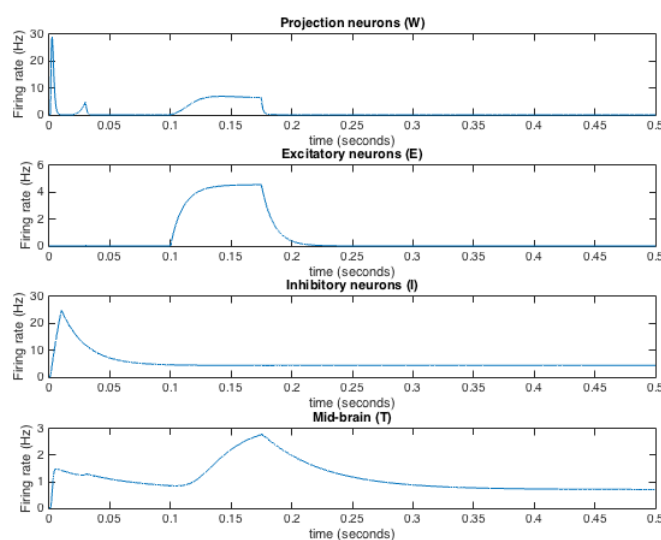 Projection neurons (W)
Firing rate (Hz)
30
20
10
0
0 0.05 0.1 0.15 0.2 0.25 0.3 0.35 0.4 0.45 0.5
time (seconds)
Excitatory neurons (E)
Firing rate (Hz)
6
4
2
0
0 0.05 0.1 0.15 0.2 0.25 0.3 0.35 0.4 0.45 0.5
time (seconds)
Inhibitory neurons (I)
Firing rate (Hz)
30
20
10
0
0 0.05 0.1 0.15 0.2 0.25 0.3 0.35 0.4 0.45 0.5
time (seconds)
Mid-brain (T)
Firing rate (Hz)
3
2
1
0
0 0.05 0.1 0.15 0.2 0.25 0.3 0.35 0.4 0.45 0.5
time (seconds)